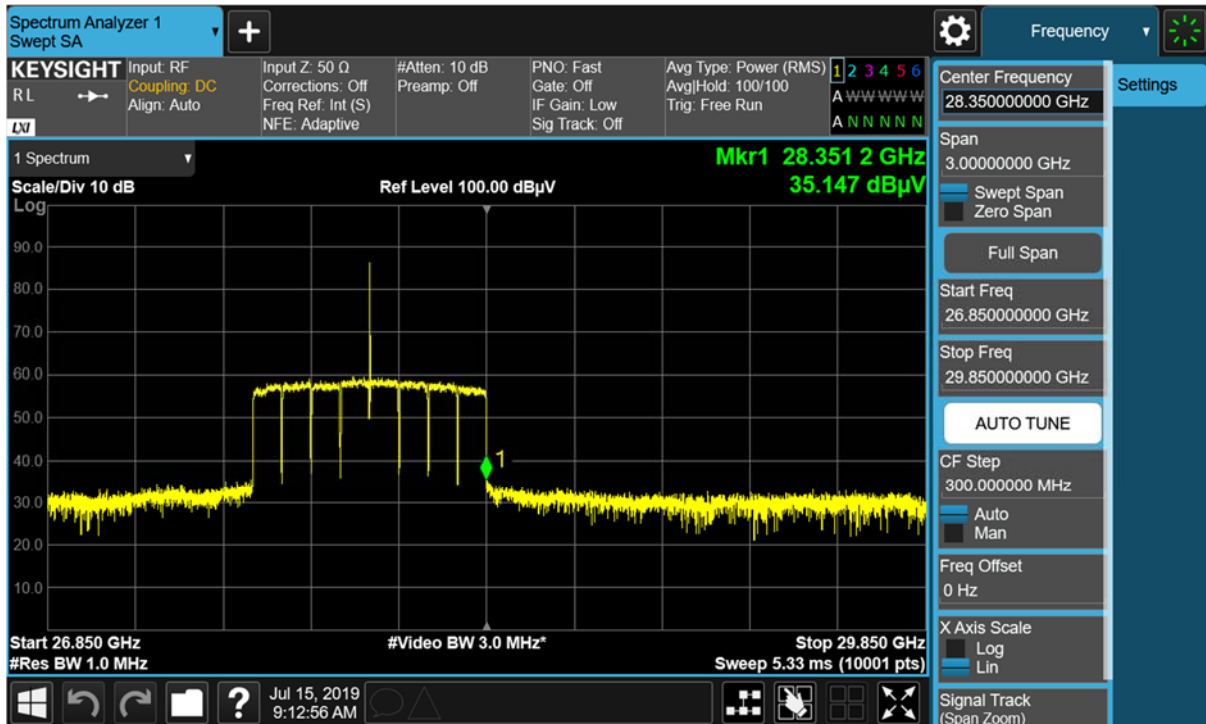 Spectrum Analyzer 1
Swept SA
+
Frequency
KEYSIGHT
RL
LXI
Input: RF
Coupling: DC
Align: Auto
Input Z: 50 Ω
Corrections: Off
Freq Ref: Int (S)
NFE: Adaptive
#Atten: 10 dB
Preamp: Off
PNO: Fast
Gate: Off
IF Gain: Low
Sig Track: Off
Avg Type: Power (RMS)
Avg|Hold: 100/100
Trig: Free Run
1 2 3 4 5 6
A W W W W W
A N N N N N
1 Spectrum
Scale/Div 10 dB
Ref Level 100.00 dBµV
Mkr1 28.351 2 GHz
35.147 dBµV
Log
90.0
80.0
70.0
60.0
50.0
40.0
30.0
20.0
10.0
1
Start 26.850 GHz
#Video BW 3.0 MHz*
Stop 29.850 GHz
#Res BW 1.0 MHz
Sweep 5.33 ms (10001 pts)
?
Jul 15, 2019
9:12:56 AM
Center Frequency
28.350000000 GHz
Span
3.00000000 GHz
Swept Span
Zero Span
Full Span
Start Freq
26.850000000 GHz
Stop Freq
29.850000000 GHz
AUTO TUNE
CF Step
300.000000 MHz
Auto
Man
Freq Offset
0 Hz
X Axis Scale
Log
Lin
Signal Track
(Span Zoom)
Settings